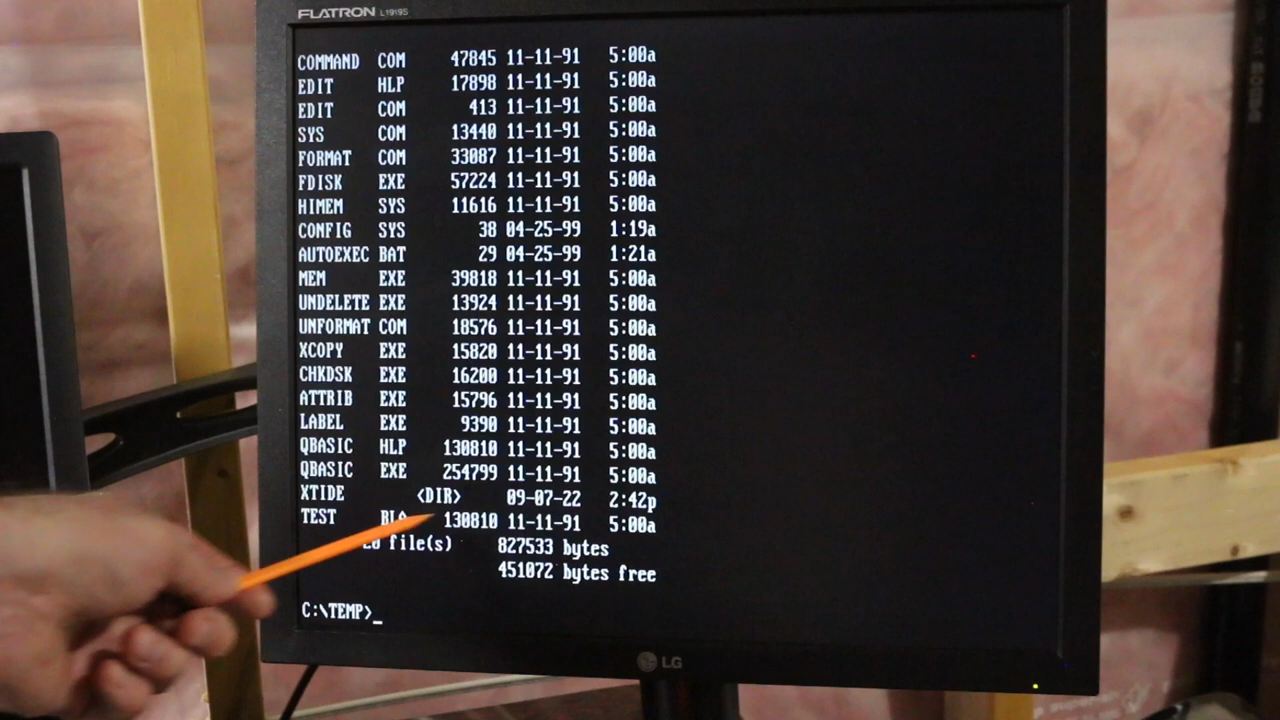 FLATRON L1919S
COMMAND COM 47845 11-11-91 5:00a
EDIT HLP 17898 11-11-91 5:00a
EDIT COM 413 11-11-91 5:00a
SYS COM 13440 11-11-91 5:00a
FORMAT COM 33087 11-11-91 5:00a
FDISK EXE 57224 11-11-91 5:00a
HIMEM SYS 11616 11-11-91 5:00a
CONFIG SYS 38 04-25-99 1:19a
AUTOEXEC BAT 29 04-25-99 1:21a
MEM EXE 39818 11-11-91 5:00a
UNDELETE EXE 13924 11-11-91 5:00a
UNFORMAT COM 18576 11-11-91 5:00a
XCOPY EXE 15820 11-11-91 5:00a
CHKDSK EXE 16200 11-11-91 5:00a
ATTRIB EXE 15796 11-11-91 5:00a
LABEL EXE 9390 11-11-91 5:00a
QBASIC HLP 130810 11-11-91 5:00a
QBASIC EXE 254799 11-11-91 5:00a
XTIDE <DIR> 09-07-22 2:42p
TEST 130810 11-11-91 5:00a
file(s) 827533 bytes
451072 bytes free
C:\TEMP>_
LG